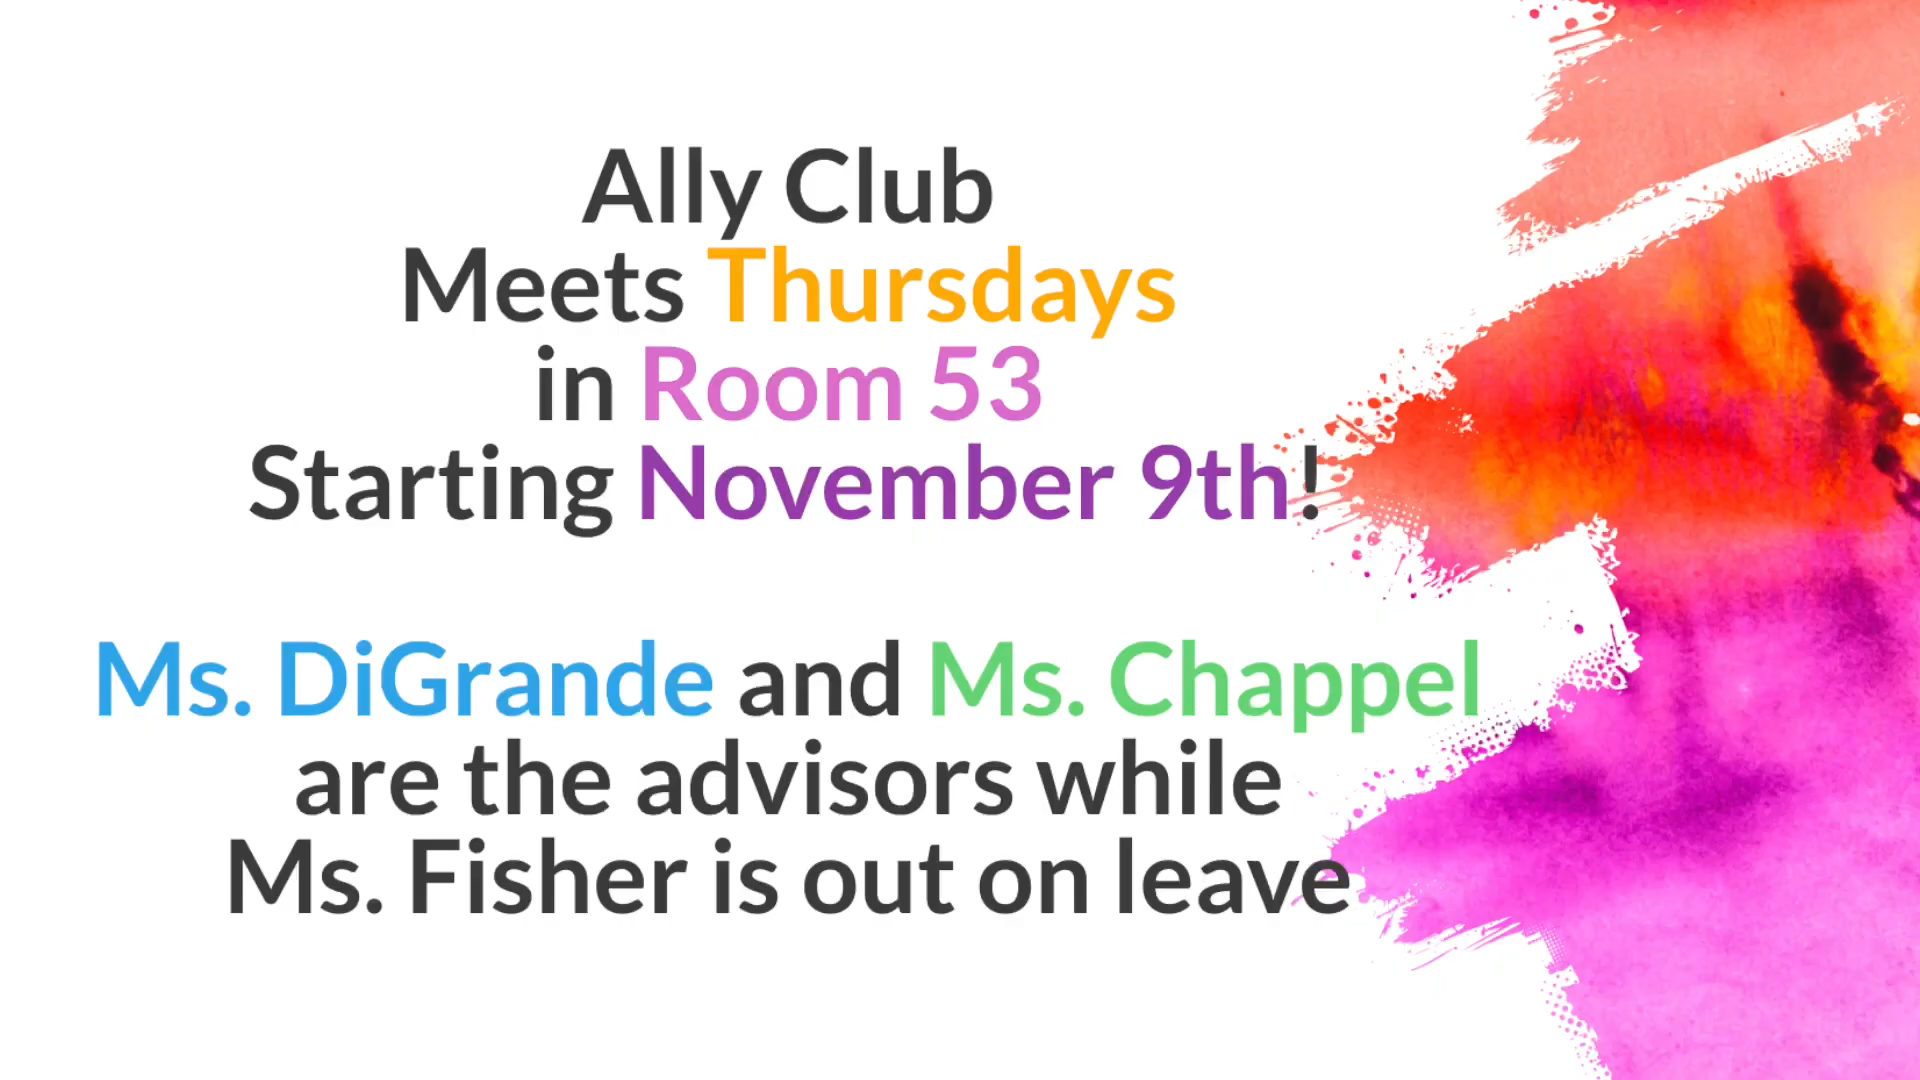 Ally Club
Meets Thursdays
in Room 53
Starting November 9th!
Ms. DiGrande and Ms. Chappel
are the advisors while
Ms. Fisher is out on leave